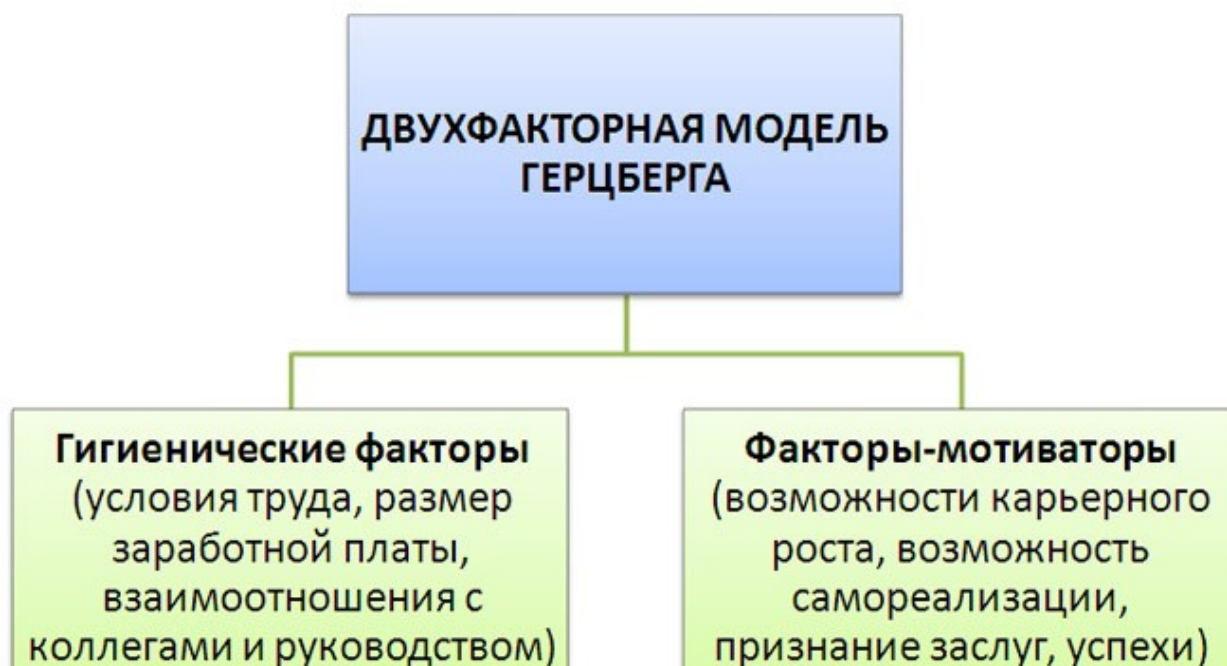 ДВУХФАКТОРНАЯ МОДЕЛЬ
ГЕРЦБЕРГА
Гигиенические факторы
(условия труда, размер
заработной платы,
взаимоотношения с
коллегами и руководством)
Факторы-мотиваторы
(возможности карьерного
роста, возможность
самореализации,
признание заслуг, успехи)